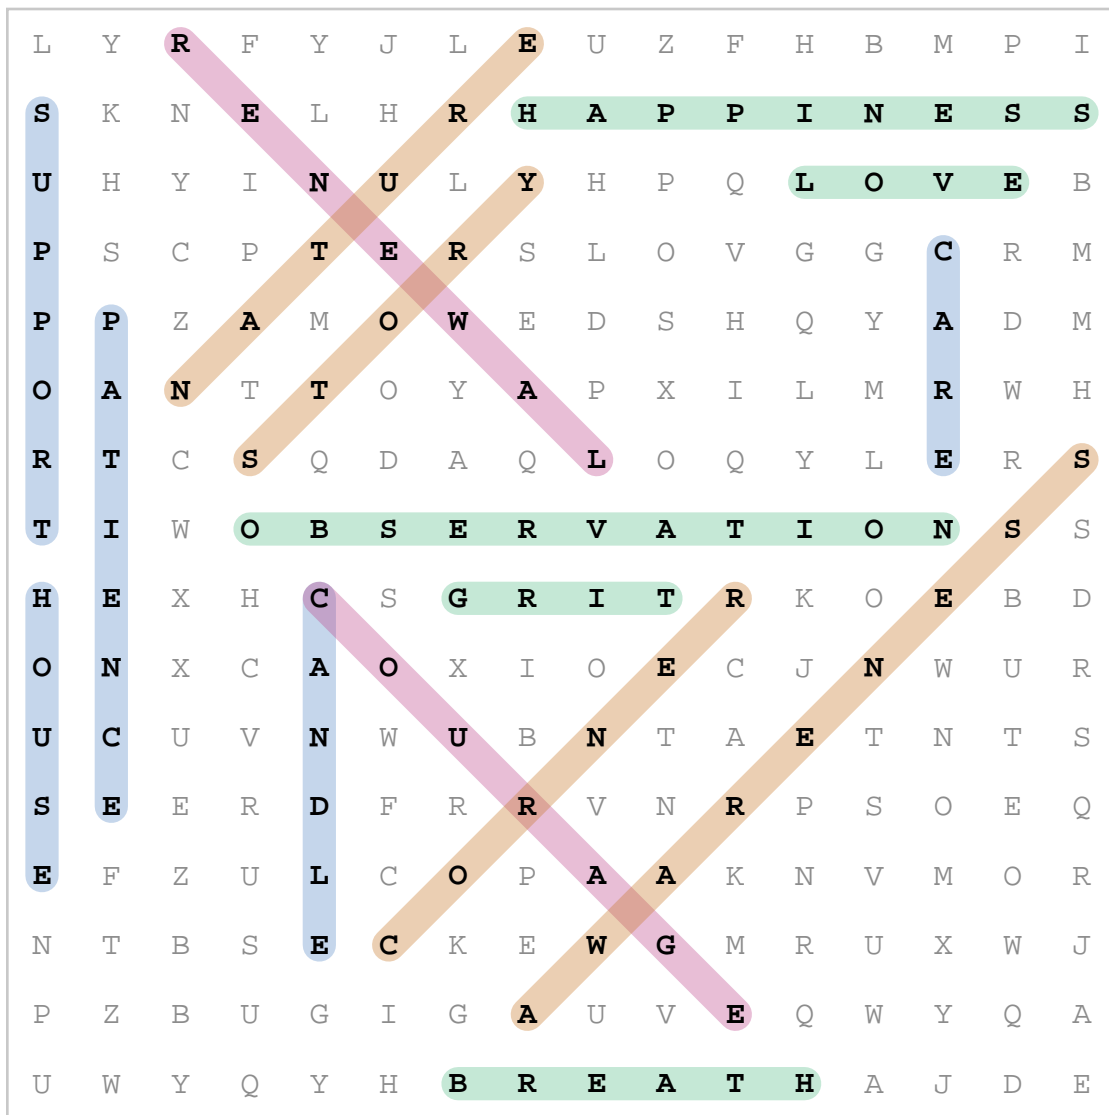 L Y R F Y J L E U Z F H B M P I
S K N E L H R H A P P I N E S S
U H Y I N U L Y H P Q L O V E B
P S C P T E R S L O V G G C R M
P P Z A M O W E D S H Q Y A D M
O A N T T O Y A P X I L M R W H
R T C S Q D A Q L O Q Y L E R S
T I W O B S E R V A T I O N S S
H E X H C S G R I T R K O E B D
O N X C A O X I O E C J N W U R
U C U V N W U B N T A E T N T S
S E E R D F R R V N R P S O E Q
E F Z U L C O P A A K N V M O R
N T B S E C K E W G M R U X W J
P Z B U G I G A U V E Q W Y Q A
U W Y Q Y H B R E A T H A J D E